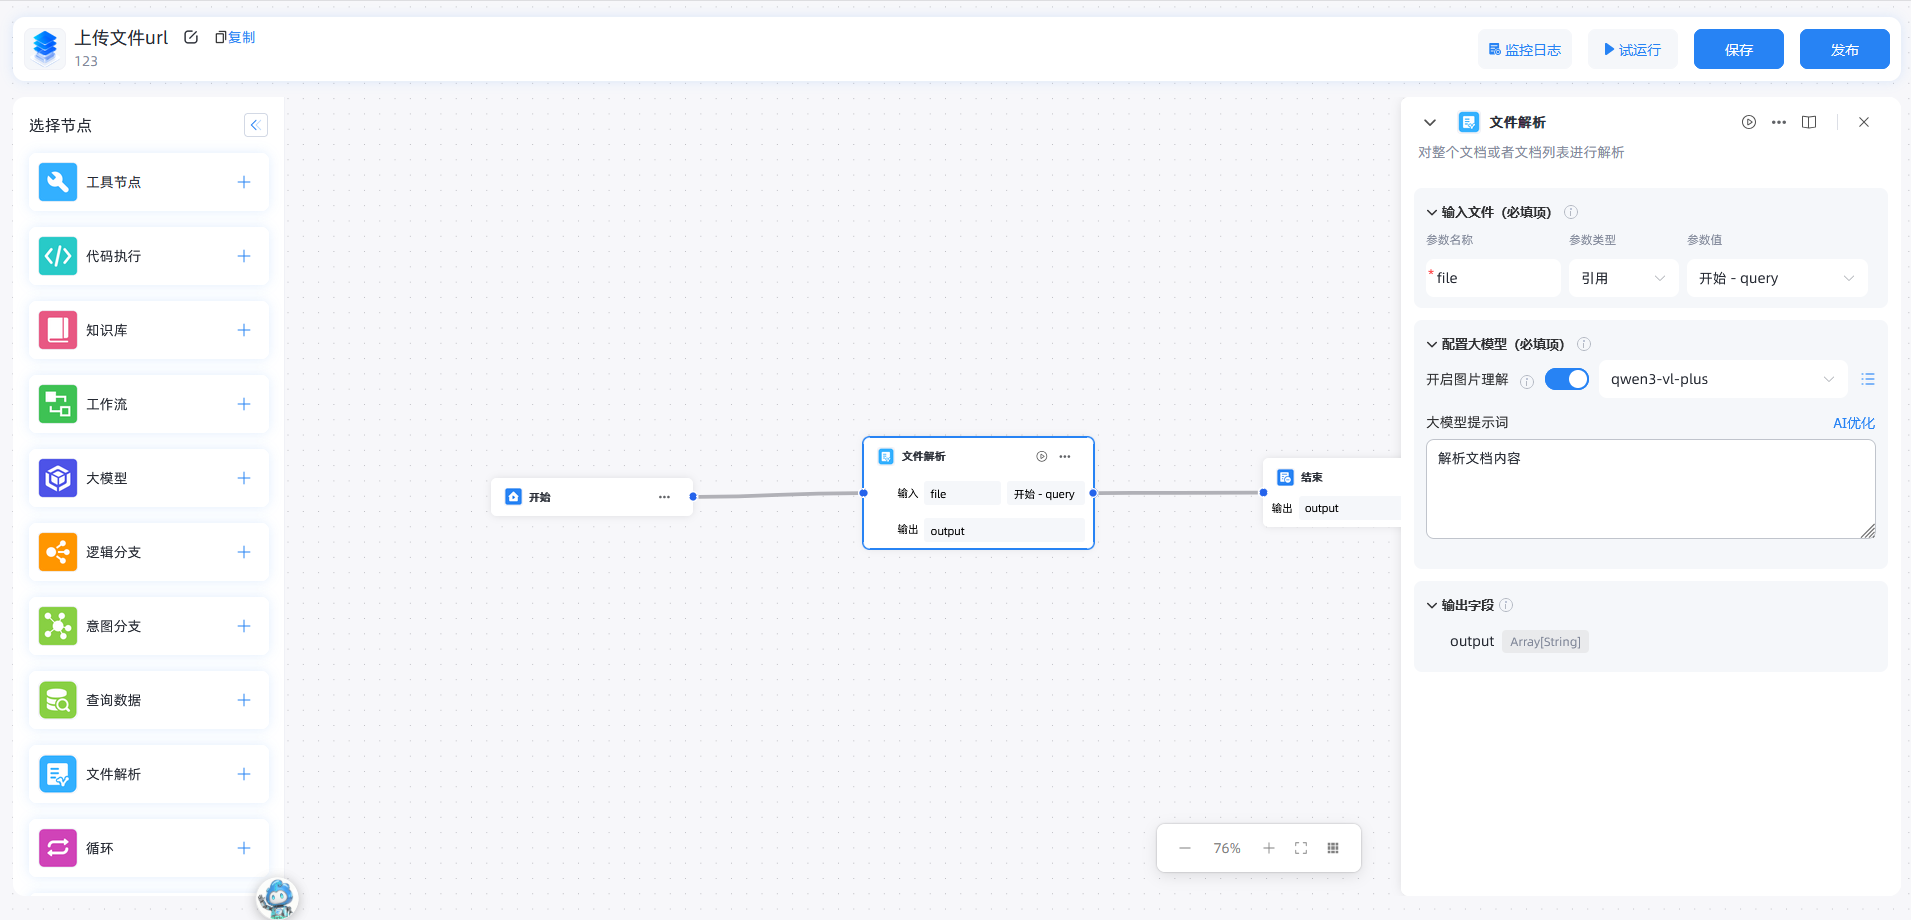 上传文件url 复制
123
监控日志 试运行 保存 发布
选择节点
工具节点
代码执行
知识库
工作流
大模型
逻辑分支
意图分支
查询数据
文件解析
循环
开始
文件解析
输入 file 开始 - query
输出 output
结束
输出 output
76%
文件解析
对整个文档或者文档列表进行解析
输入文件（必填项）
参数名称 参数类型 参数值
* file 引用 开始 - query
配置大模型（必填项）
开启图片理解 qwen3-vl-plus
大模型提示词 AI优化
解析文档内容
输出字段
output Array[String]